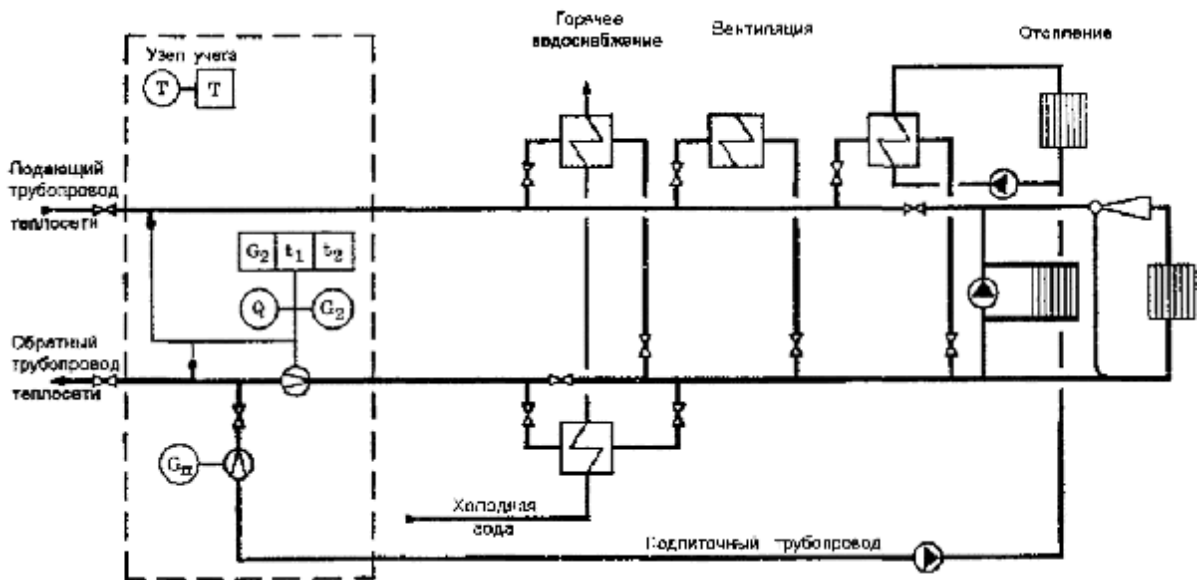 Горячее
водоснабжение
Вентиляция
Отопление
Узел учета
T T
Подающий
трубопровод
теплосети
G₂ t₁ t₂
Q G₂
Обратный
трубопровод
теплосети
Gп
Холодная
вода
Подпиточный трубопровод